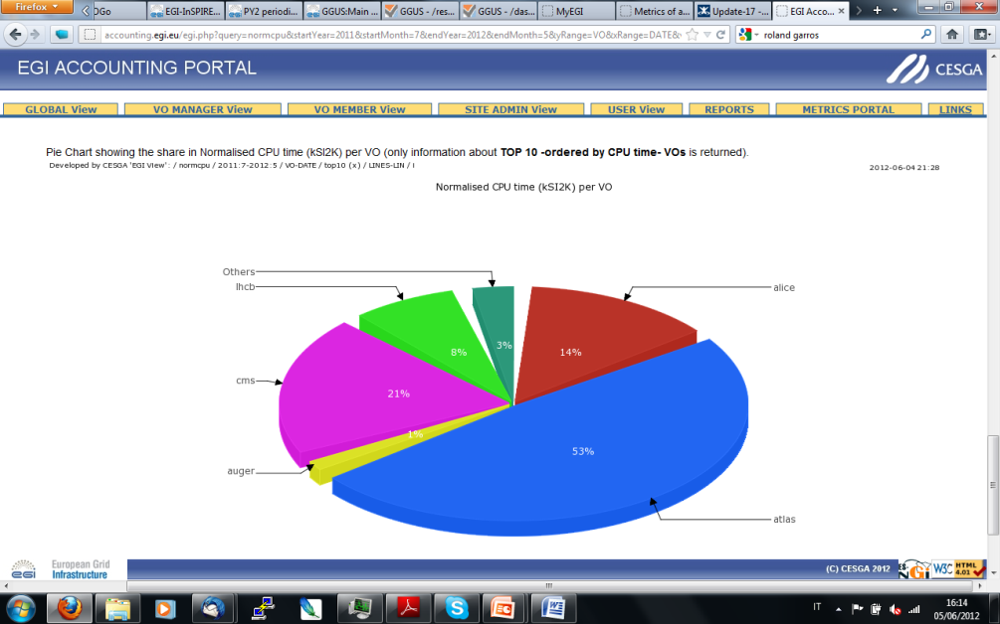 Firefox
OGo
EGI-InSPIRE...
PY2 periodi...
GGUS:Main ...
GGUS - /res...
GGUS - /das...
MyEGI
Metrics of a...
Update-17 -...
EGI Acco...
accounting.egi.eu/egi.php?query=normcpu&startYear=2011&startMonth=7&endYear=2012&endMonth=5&yRange=VO&xRange=DATE&
roland garros
EGI ACCOUNTING PORTAL
CESGA
GLOBAL View
VO MANAGER View
VO MEMBER View
SITE ADMIN View
USER View
REPORTS
METRICS PORTAL
LINKS
Pie Chart showing the share in Normalised CPU time (kSI2K) per VO (only information about TOP 10 -ordered by CPU time- VOs is returned).
Developed by CESGA 'EGI View': / normcpu / 2011:7-2012:5 / VO-DATE / top10 (x) / LINES-LIN / l
2012-06-04 21:28
Normalised CPU time (kSI2K) per VO
Others
lhcb
alice
3%
8%
14%
cms
21%
1%
53%
auger
atlas
European Grid
Infrastructure
egi
(C) CESGA 2012
ES-NGI
W3C HTML 4.01
IT
16:14
05/06/2012